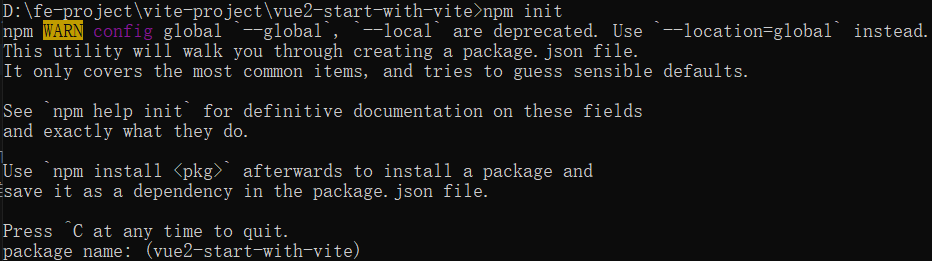 D:\fe-project\vite-project\vue2-start-with-vite>npm init
npm WARN config global `--global`, `--local` are deprecated. Use `--location=global` instead.
This utility will walk you through creating a package.json file.
It only covers the most common items, and tries to guess sensible defaults.
See `npm help init` for definitive documentation on these fields
and exactly what they do.
Use `npm install <pkg>` afterwards to install a package and
save it as a dependency in the package.json file.
Press ^C at any time to quit.
package name: (vue2-start-with-vite)